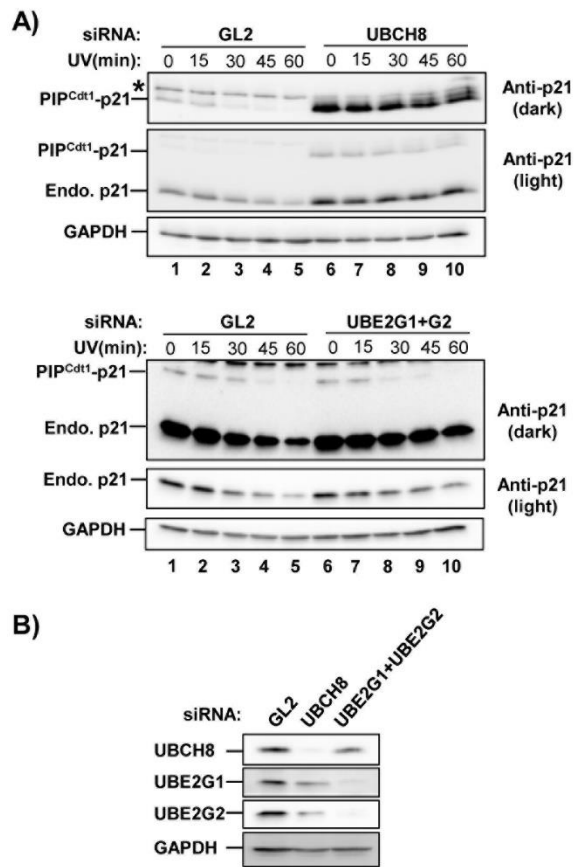 A)
siRNA: GL2 UBCH8
UV(min): 0 15 30 45 60 0 15 30 45 60
*
PIPCdt1-p21 Anti-p21 (dark)
PIPCdt1-p21 Anti-p21 (light)
Endo. p21
GAPDH
1 2 3 4 5 6 7 8 9 10
siRNA: GL2 UBE2G1+G2
UV(min): 0 15 30 45 60 0 15 30 45 60
PIPCdt1-p21
Endo. p21 Anti-p21 (dark)
Endo. p21 Anti-p21 (light)
GAPDH
1 2 3 4 5 6 7 8 9 10
B)
siRNA: GL2 UBCH8 UBE2G1+UBE2G2
UBCH8
UBE2G1
UBE2G2
GAPDH